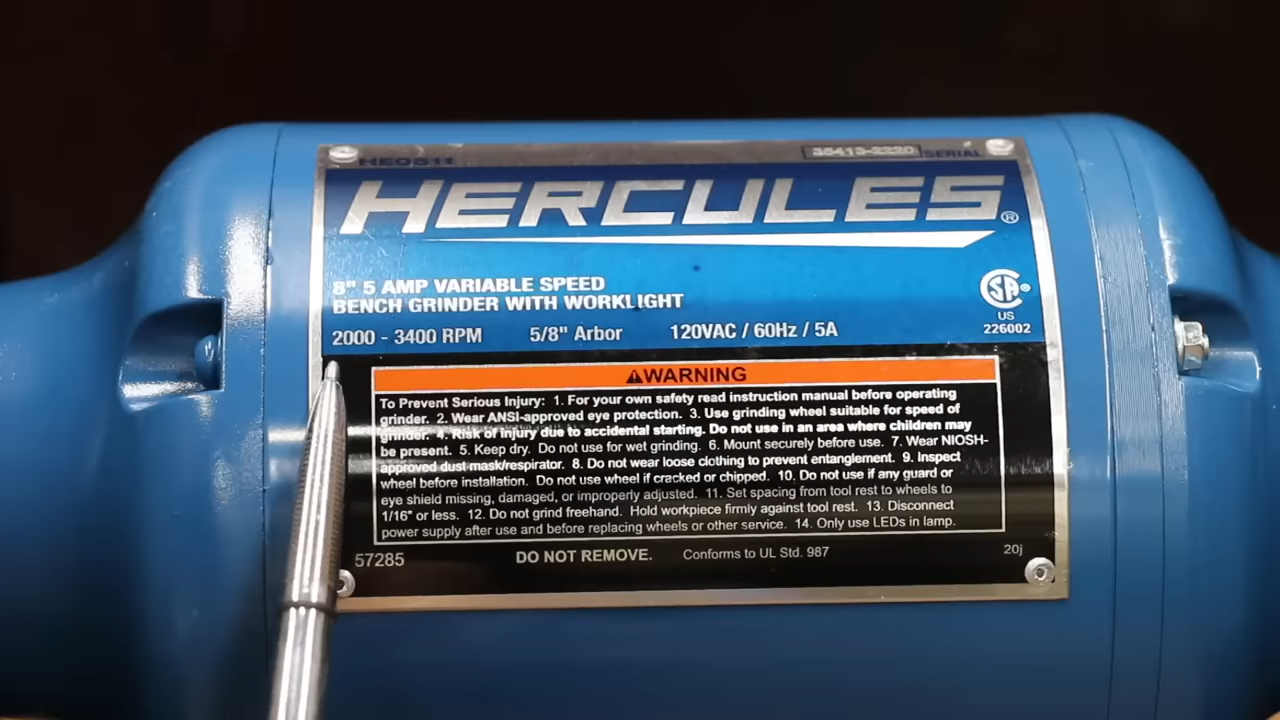 HE0511 35413-2220 SERIAL
HERCULES®
8" 5 AMP VARIABLE SPEED
BENCH GRINDER WITH WORKLIGHT
2000 - 3400 RPM 5/8" Arbor 120VAC / 60Hz / 5A
SA®
US
226002
⚠WARNING
To Prevent Serious Injury: 1. For your own safety read instruction manual before operating
grinder. 2. Wear ANSI-approved eye protection. 3. Use grinding wheel suitable for speed of
grinder. 4. Risk of injury due to accidental starting. Do not use in an area where children may
be present. 5. Keep dry. Do not use for wet grinding. 6. Mount securely before use. 7. Wear NIOSH-
approved dust mask/respirator. 8. Do not wear loose clothing to prevent entanglement. 9. Inspect
wheel before installation. Do not use wheel if cracked or chipped. 10. Do not use if any guard or
eye shield missing, damaged, or improperly adjusted. 11. Set spacing from tool rest to wheels to
1/16" or less. 12. Do not grind freehand. Hold workpiece firmly against tool rest. 13. Disconnect
power supply after use and before replacing wheels or other service. 14. Only use LEDs in lamp.
57285 DO NOT REMOVE. Conforms to UL Std. 987 20j